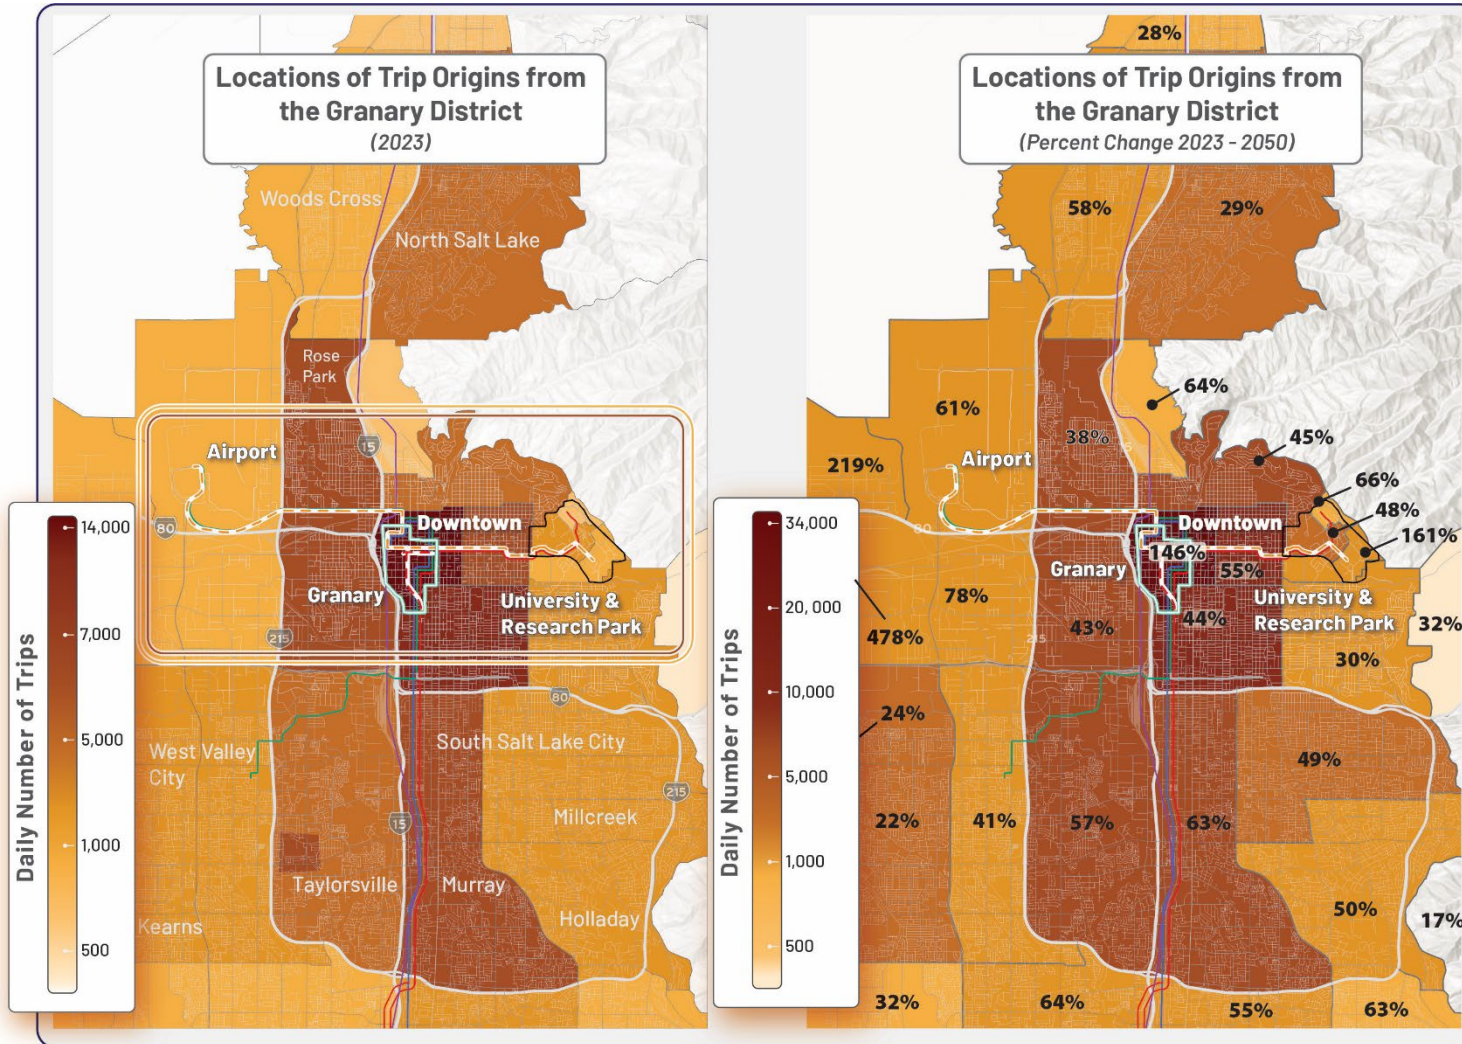 Locations of Trip Origins from
the Granary District
(2023)
Woods Cross
North Salt Lake
Rose
Park
15
Airport
80
Downtown
Granary
University &
Research Park
215
80
West Valley
City
South Salt Lake City
215
Millcreek
15
Taylorsville
Murray
Holladay
Kearns
Daily Number of Trips
14,000
7,000
5,000
1,000
500
28%
Locations of Trip Origins from
the Granary District
(Percent Change 2023 - 2050)
58%
29%
64%
61%
38%
15
45%
Airport
219%
66%
48%
80
Downtown
161%
146%
Granary
55%
78%
University &
Research Park
44%
43%
32%
478%
215
30%
24%
49%
22%
41%
57%
63%
50%
17%
32%
64%
55%
63%
Daily Number of Trips
34,000
20, 000
10,000
5,000
1,000
500